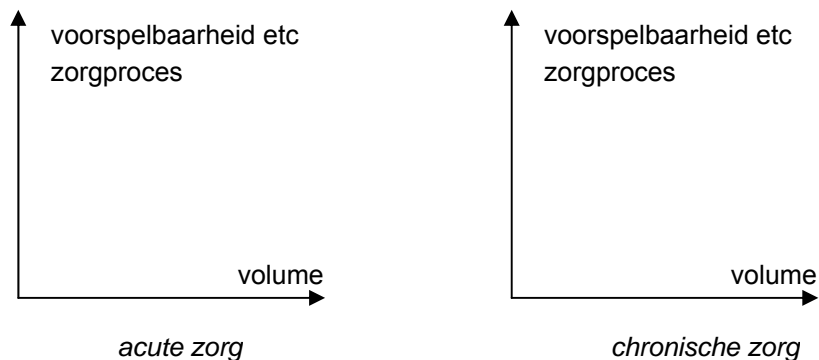 voorspelbaarheid etc
zorgproces
volume
acute zorg
voorspelbaarheid etc
zorgproces
volume
chronische zorg